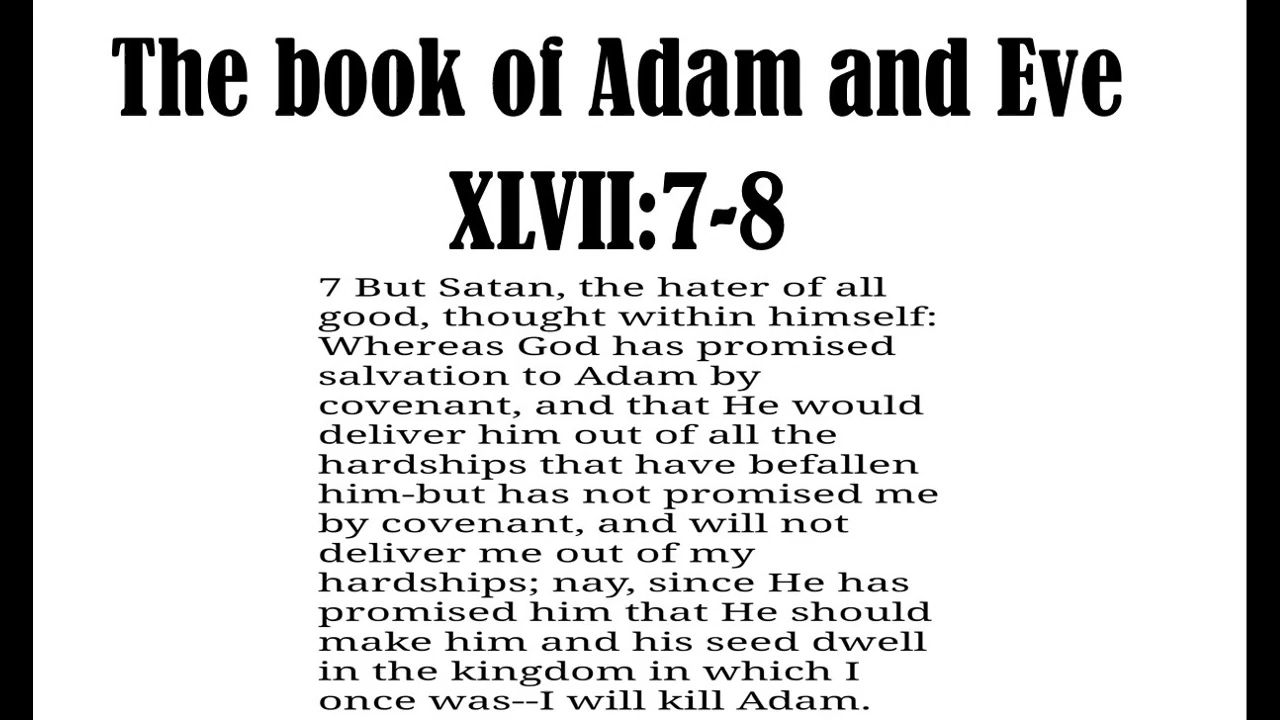 The book of Adam and Eve
XLVII:7-8
7 But Satan, the hater of all
good, thought within himself:
Whereas God has promised
salvation to Adam by
covenant, and that He would
deliver him out of all the
hardships that have befallen
him-but has not promised me
by covenant, and will not
deliver me out of my
hardships; nay, since He has
promised him that He should
make him and his seed dwell
in the kingdom in which I
once was--I will kill Adam.